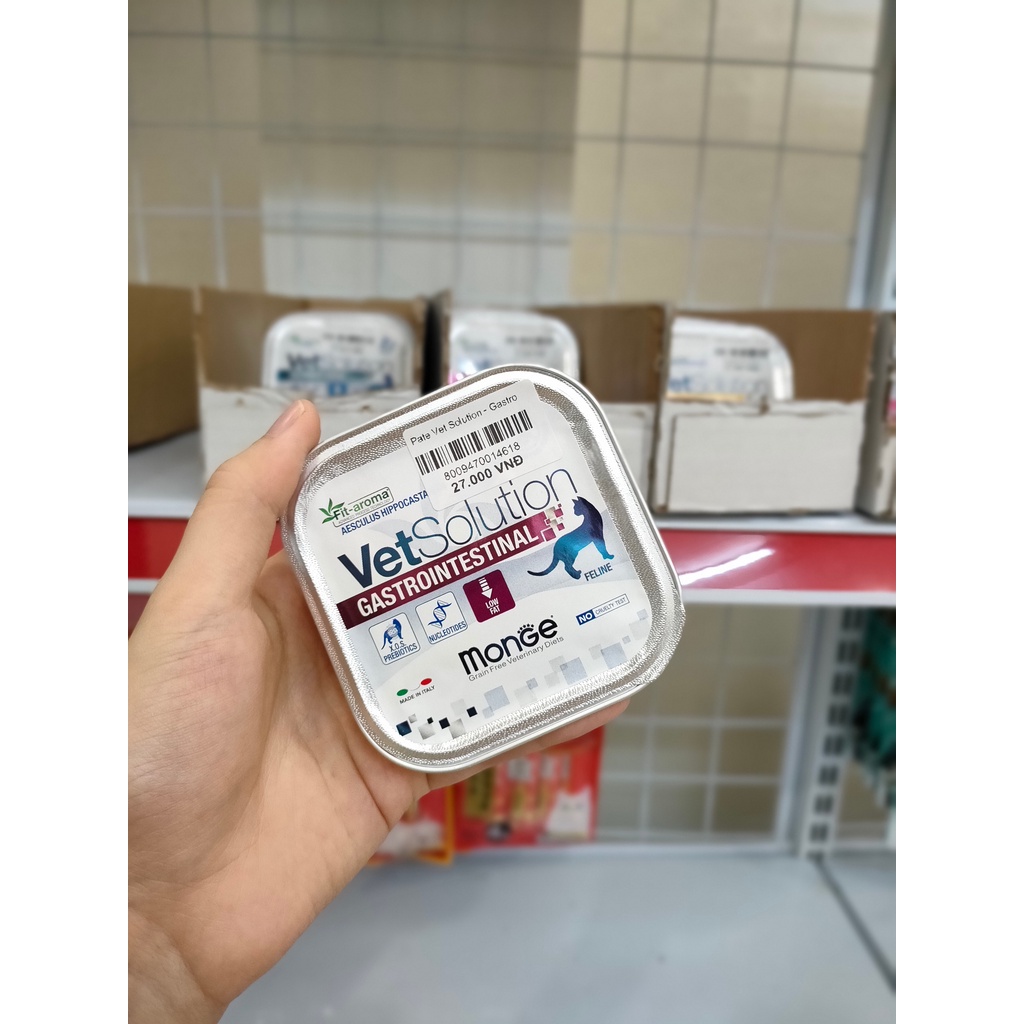 Pate Vet Solution - Gastro
8009470014618
27.000 VNĐ
Fit-aroma
AESCULUS HIPPOCASTA
VetSolution
GASTROINTESTINAL
FELINE
X.O.S.
PREBIOTICS
NUCLEOTIDES
LOW
FAT
NO CRUELTY TEST
monGe
Grain Free Veterinary Diets
MADE IN ITALY
Vet